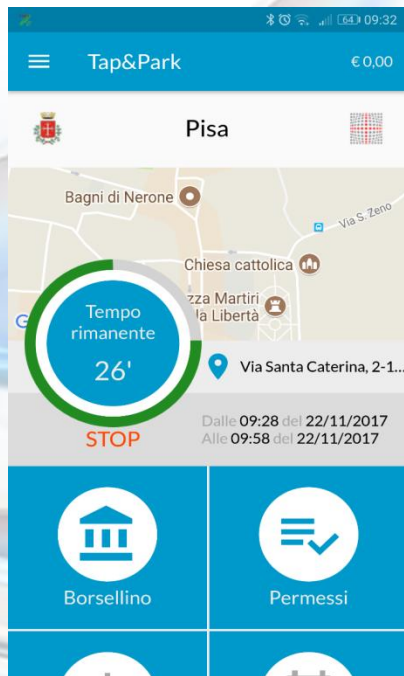 64 09:32
Tap&Park
€ 0,00
Pisa
Bagni di Nerone
Via S. Zeno
Chiesa cattolica
zza Martiri
la Libertà
G
Tempo
rimanente
26'
Via Santa Caterina, 2-1...
STOP
Dalle 09:28 del 22/11/2017
Alle 09:58 del 22/11/2017
Borsellino
Permessi